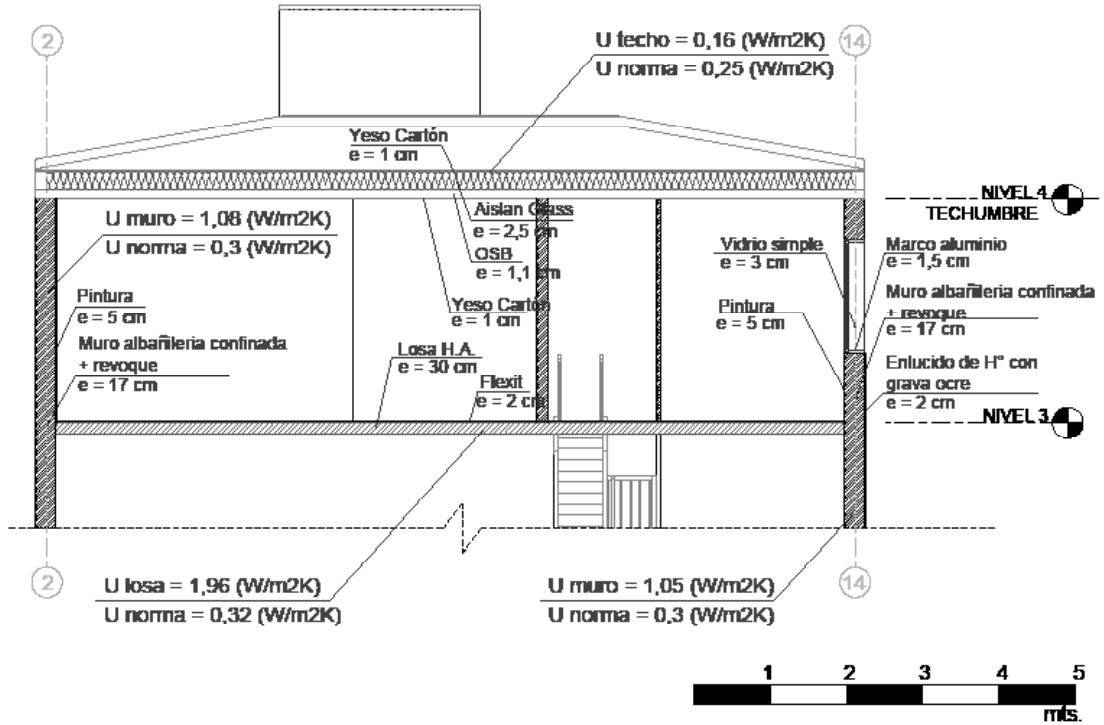 2
14
U techo = 0,16 (W/m2K)
U norma = 0,25 (W/m2K)
Yeso Cartón
e = 1 cm
NIVEL 4
TECHUMBRE
U muro = 1,08 (W/m2K)
U norma = 0,3 (W/m2K)
Aislan Glass
e = 2,5 cm
OSB
e = 1,1 cm
Yeso Cartón
e = 1 cm
Vidrio simple
e = 3 cm
Marco aluminio
e = 1,5 cm
Pintura
e = 5 cm
Pintura
e = 5 cm
Muro albañileria confinada
+ revoque
e = 17 cm
Muro albañileria confinada
+ revoque
e = 17 cm
Losa H.A.
e = 30 cm
Flexit
e = 2 cm
Enlucido de H° con
grava ocre
e = 2 cm
NIVEL 3
2
14
U losa = 1,96 (W/m2K)
U norma = 0,32 (W/m2K)
U muro = 1,05 (W/m2K)
U norma = 0,3 (W/m2K)
1 2 3 4 5
mts.